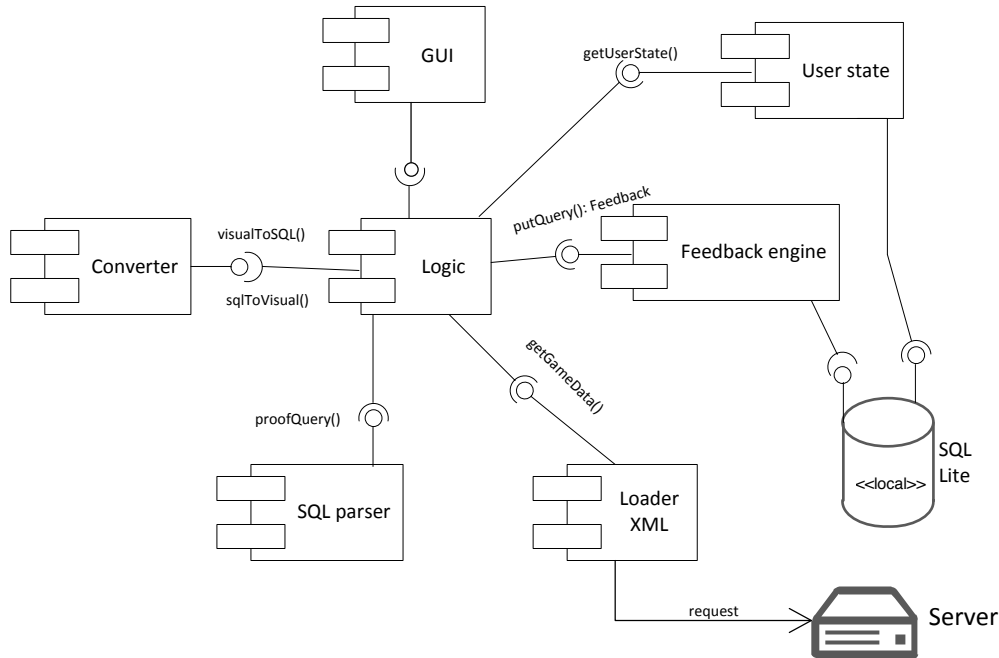 GUI
getUserState()
User state
visualToSQL()
Converter
sqlToVisual()
Logic
putQuery(): Feedback
Feedback engine
getGameData()
proofQuery()
SQL parser
Loader
XML
SQL
Lite
<<local>>
request
Server